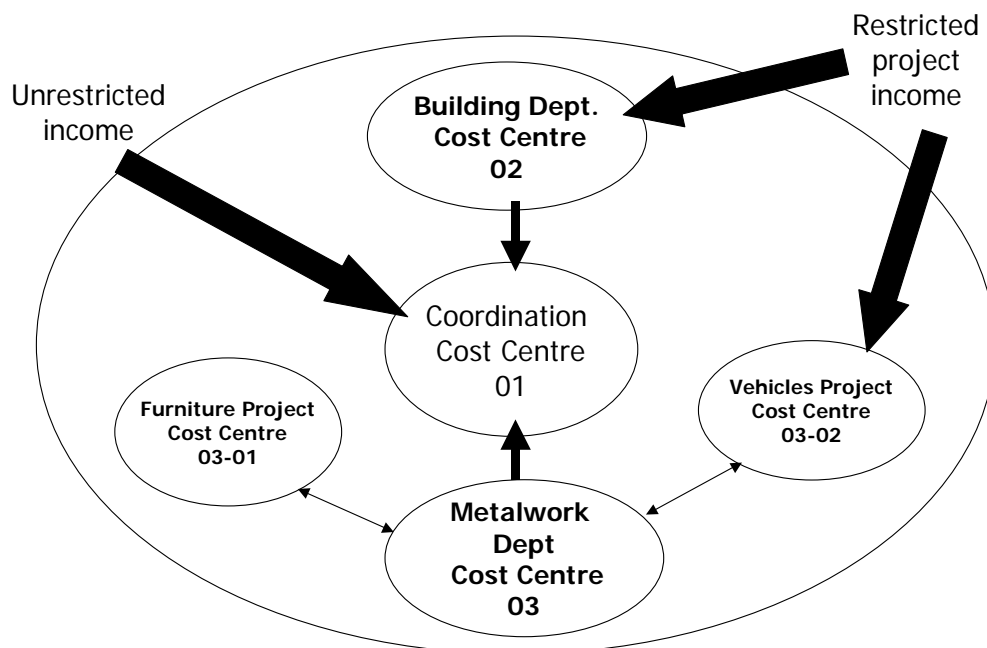 Unrestricted
income
Restricted
project
income
Building Dept.
Cost Centre
02
Coordination
Cost Centre
01
Furniture Project
Cost Centre
03-01
Vehicles Project
Cost Centre
03-02
Metalwork
Dept
Cost Centre
03